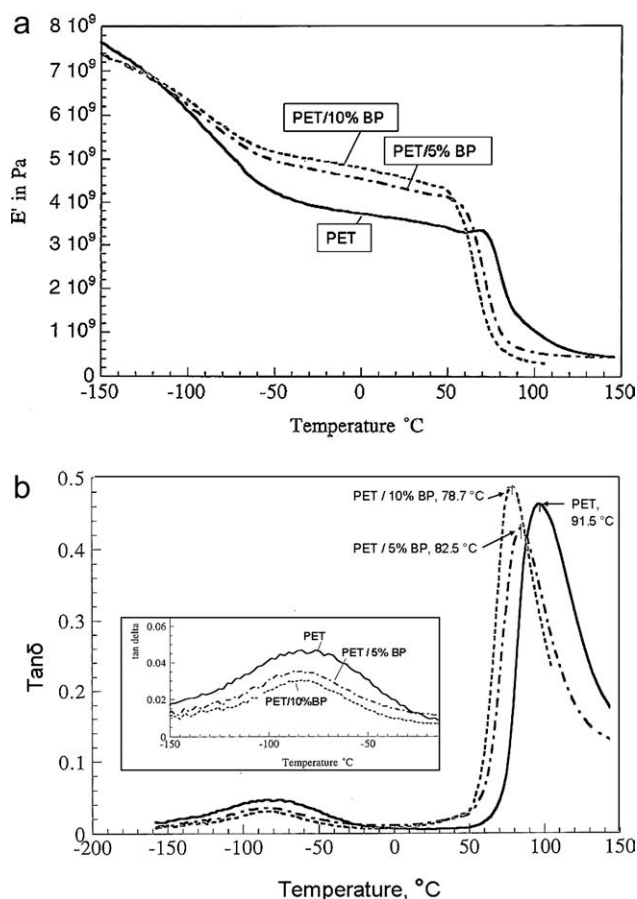 a
8 10⁹
7 10⁹
6 10⁹
5 10⁹
4 10⁹
3 10⁹
2 10⁹
1 10⁹
0
E' in Pa
PET/10% BP
PET/5% BP
PET
-150 -100 -50 0 50 100 150
Temperature °C
b
0.5
0.4
0.3
0.2
0.1
0
Tanδ
PET / 10% BP, 78.7 °C
PET,
91.5 °C
PET / 5% BP, 82.5 °C
0.06
0.04
0.02
0
tan delta
PET
PET / 5% BP
PET/10%BP
-150 -100 -50
Temperature °C
-200 -150 -100 -50 0 50 100 150
Temperature, °C